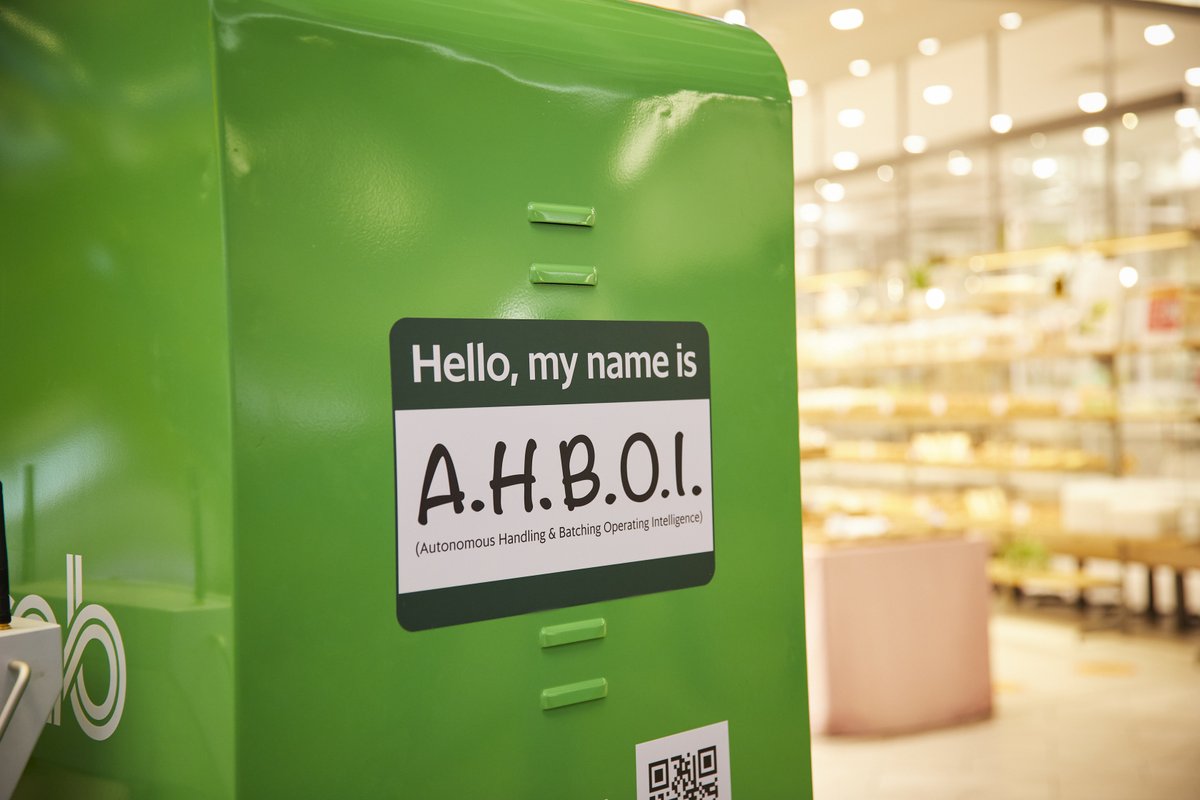 Hello, my name is
A.H.B.O.I.
(Autonomous Handling & Batching Operating Intelligence)